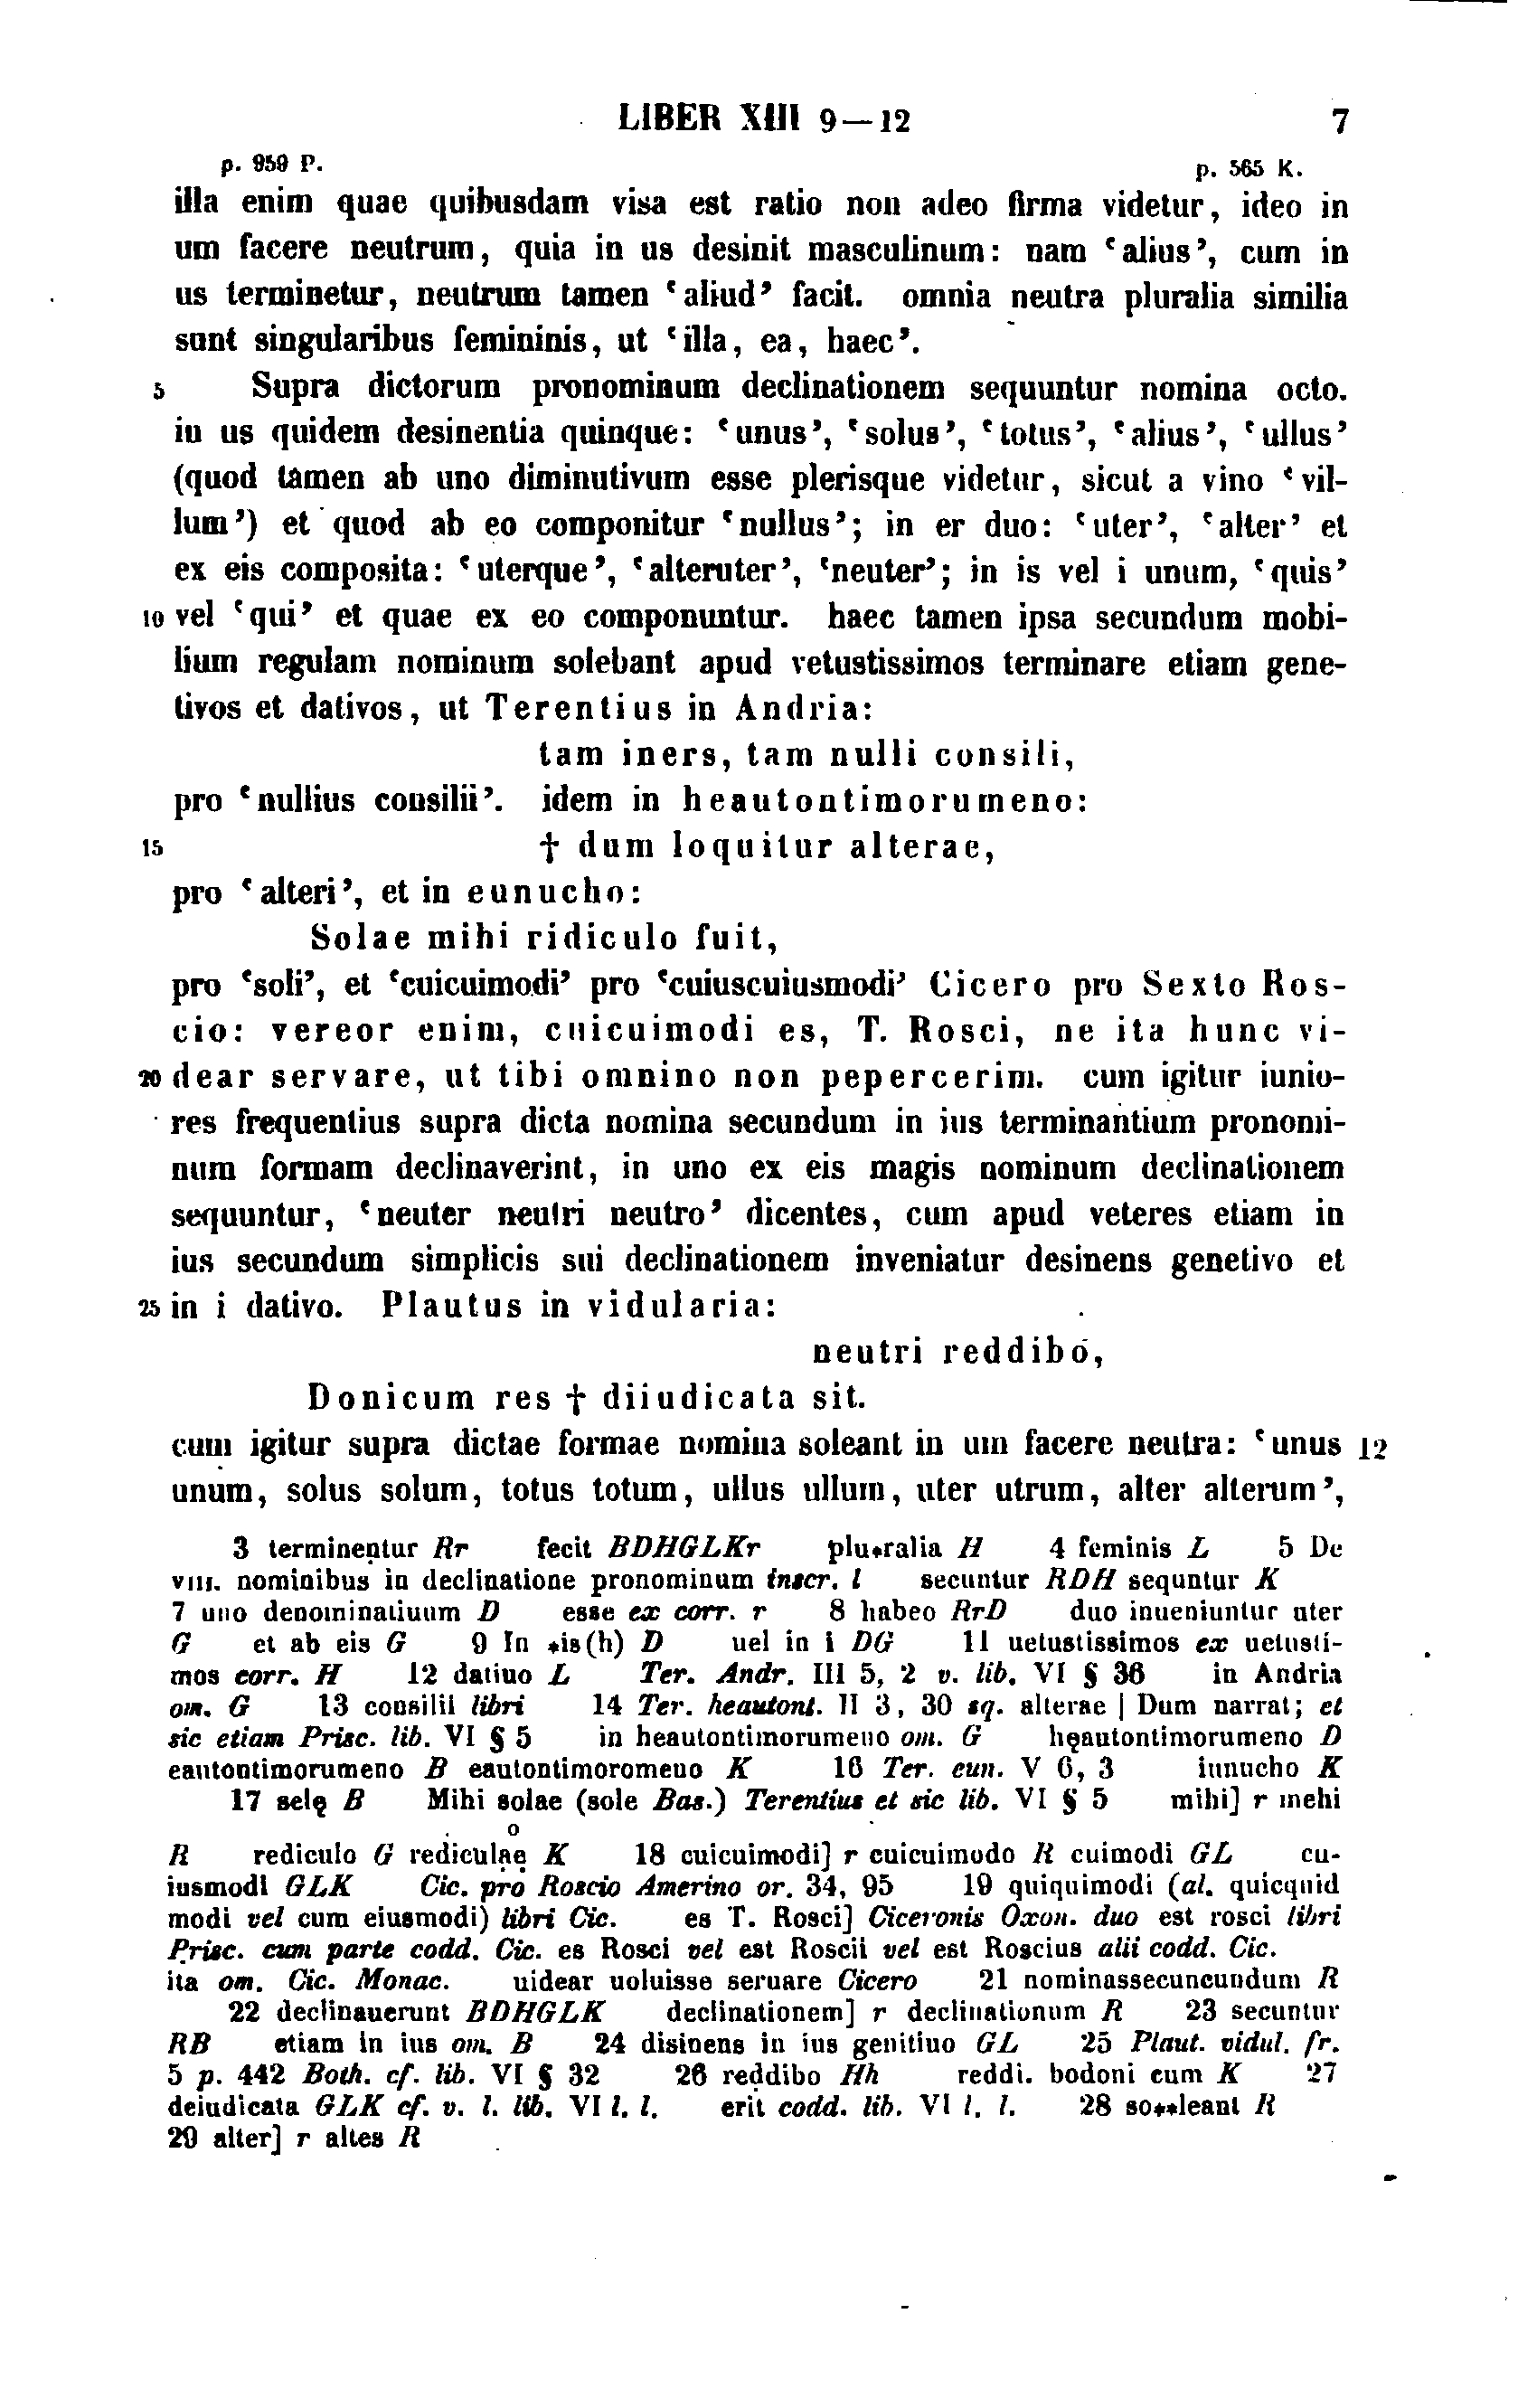 LIBER XIII 9—12 7
p. 959 P. p. 565 K.
illa enim quae quibusdam visa est ratio non adeo firma videtur, ideo in
um facere neutrum, quia in us desinit masculinum: nam ‘alius’, cum in
us terminetur, neutrum tamen ‘aliud’ facit. omnia neutra pluralia similia
sunt singularibus femininis, ut ‘illa, ea, haec’.
5 Supra dictorum pronominum declinationem sequuntur nomina octo.
in us quidem desinentia quinque: ‘unus’, ‘solus’, ‘totus’, ‘alius’, ‘ullus’
(quod tamen ab uno diminutivum esse plerisque videtur, sicut a vino ‘vil-
lum’) et quod ab eo componitur ‘nullus’; in er duo: ‘uter’, ‘alter’ et
ex eis composita: ‘uterque’, ‘alteruter’, ‘neuter’; in is vel i unum, ‘quis’
10 vel ‘qui’ et quae ex eo componuntur. haec tamen ipsa secundum mobi-
lium regulam nominum solebant apud vetustissimos terminare etiam gene-
tivos et dativos, ut Terentius in Andria:
tam iners, tam nulli consili,
pro ‘nullius consilii’. idem in heautontimorumeno:
15 † dum loquitur alterae,
pro ‘alteri’, et in eunucho:
Solae mihi ridiculo fuit,
pro ‘soli’, et ‘cuicuimodi’ pro ‘cuiuscuiusmodi’ Cicero pro Sexto Ros-
cio: vereor enim, cuicuimodi es, T. Rosci, ne ita hunc vi-
20 dear servare, ut tibi omnino non pepercerim. cum igitur iunio-
res frequentius supra dicta nomina secundum in ius terminantium pronomi-
num formam declinaverint, in uno ex eis magis nominum declinationem
sequuntur, ‘neuter neutri neutro’ dicentes, cum apud veteres etiam in
ius secundum simplicis sui declinationem inveniatur desinens genetivo et
25 in i dativo. Plautus in vidularia:
neutri reddibo,
Donicum res † diiudicata sit.
cum igitur supra dictae formae nomina soleant in um facere neutra: ‘unus 12
unum, solus solum, totus totum, ullus ullum, uter utrum, alter alterum’,
3 terminentur Rr fecit BDHGLKr plu*ralia H 4 feminis L 5 De
VIII. nominibus in declinatione pronominum inscr. l secuntur RDH sequntur K
7 uno denominatiuum D esse ex corr. r 8 habeo RrD duo inueniuntur uter
G et ab eis G 9 In *is(h) D uel in i DG 11 uetustissimos ex uetusti-
mos corr. H 12 datiuo L Ter. Andr. III 5, 2 v. lib. VI § 36 in Andria
om. G 13 consilii libri 14 Ter. heautont. II 3, 30 sq. alterae | Dum narrat; et
sic etiam Prisc. lib. VI § 5 in heautontimorumeno om. G hęautontimorumeno D
eautontimorumeno B eautontimoromeuo K 16 Ter. eun. V 6, 3 innucho K
17 selę B Mihi solae (sole Bas.) Terentius et sic lib. VI § 5 mihi] r mehi
o
R rediculo G rediculae K 18 cuicuimodi] r cuicuimodo R cuimodi GL cu-
iusmodi GLK Cic. pro Roscio Amerino or. 34, 95 19 quiquimodi (al. quicquid
modi vel cum eiusmodi) libri Cic. es T. Rosci] Ciceronis Oxon. duo est rosci libri
Prisc. cum parte codd. Cic. es Rosci vel est Roscii vel est Roscius alii codd. Cic.
ita om. Cic. Monac. uidear uoluisse seruare Cicero 21 nominassecuncundum R
22 declinauerunt BDHGLK declinationem] r declinationum R 23 secuntur
RB etiam in ius om. B 24 disinens in ius genitiuo GL 25 Plaut. vidul. fr.
5 p. 442 Both. cf. lib. VI § 32 26 reddibo Hh reddi. bodoni cum K 27
deiudicata GLK cf. v. l. lib. VI l. l. erit codd. lib. VI l. l. 28 so**leant R
29 alter] r altes R